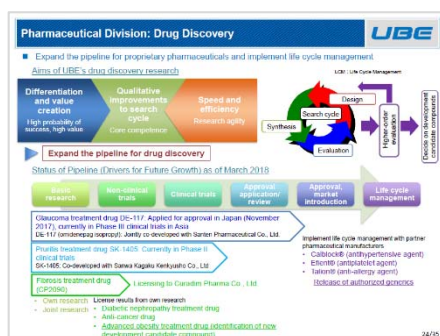 Pharmaceutical Division: Drug Discovery
UBE
Expand the pipeline for proprietary pharmaceuticals and implement life cycle management
Aims of UBE's drug discovery research
LCM : Life Cycle Management
Differentiation and value creation
High probability of success, high value
Qualitative improvements to search cycle
Core competence
Speed and efficiency
Research agility
Design
Search cycle
Synthesis
Evaluation
Higher-order evaluation
Decide on development candidate compounds
Expand the pipeline for drug discovery
Status of Pipeline (Drivers for Future Growth) as of March 2018
Basic research
Non-clinical trials
Clinical trials
Approval application/review
Approval, market introduction
Life cycle management
Glaucoma treatment drug DE-117: Applied for approval in Japan (November
2017), currently in Phase III clinical trials in Asia
DE-117 (omidenepag isopropyl): Jointly co-developed with Santen Pharmaceutical Co., Ltd.
Pruritis treatment drug SK-1405: Currently in Phase II
clinical trials
SK-1405: Co-developed with Sanwa Kagaku Kenkyusho Co., Ltd.
Fibrosis treatment drug
(CP2090)
Licensing to Curadim Pharma Co., Ltd.
Own research
Joint research
License results from own research
Diabetic nephropathy treatment drug
Anti-cancer drug
Advanced obesity treatment drug (identification of new
development candidate compound)
Implement life cycle management with partner
pharmaceutical manufacturers
Calblock® (antihypertensive agent)
Effient® (antiplatelet agent)
Talion® (anti-allergy agent)
Release of authorized generics
24/35